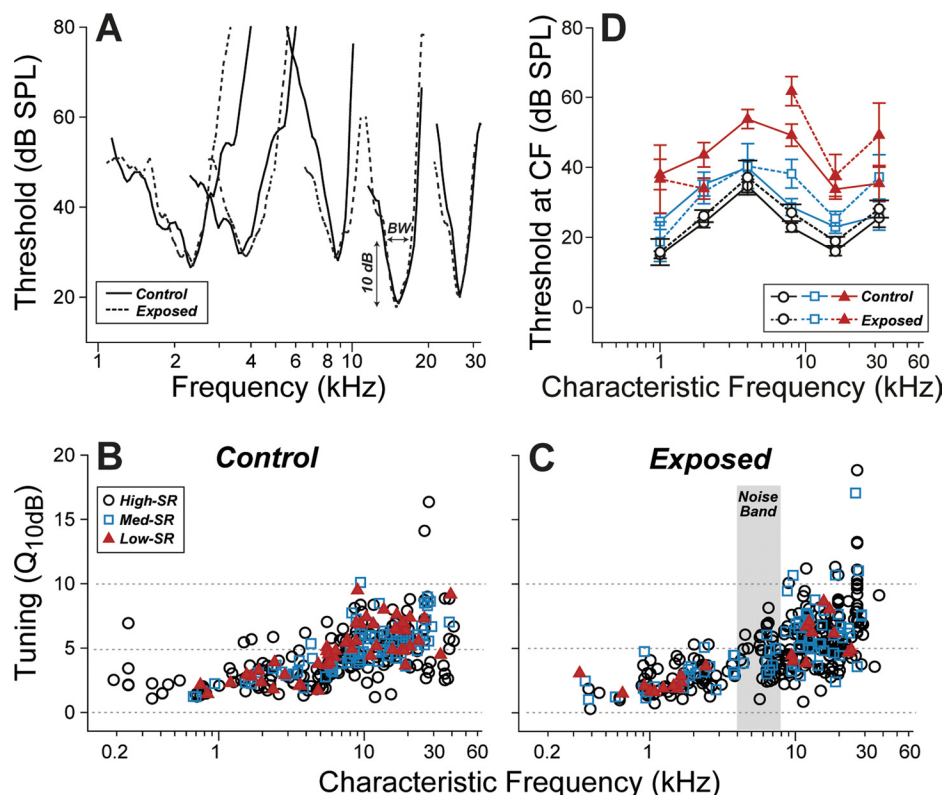 A
Threshold (dB SPL)
80
60
40
20
BW
10 dB
Control
Exposed
1
2
4
6
8
10
20
30
Frequency (kHz)
D
Threshold at CF (dB SPL)
80
60
40
20
0
Control
Exposed
1
10
30
60
Characteristic Frequency (kHz)
B
Control
Tuning (Q10dB)
20
15
10
5
0
High-SR
Med-SR
Low-SR
0.2
1
10
30
60
C
Exposed
Noise
Band
0.2
1
10
30
60
Characteristic Frequency (kHz)